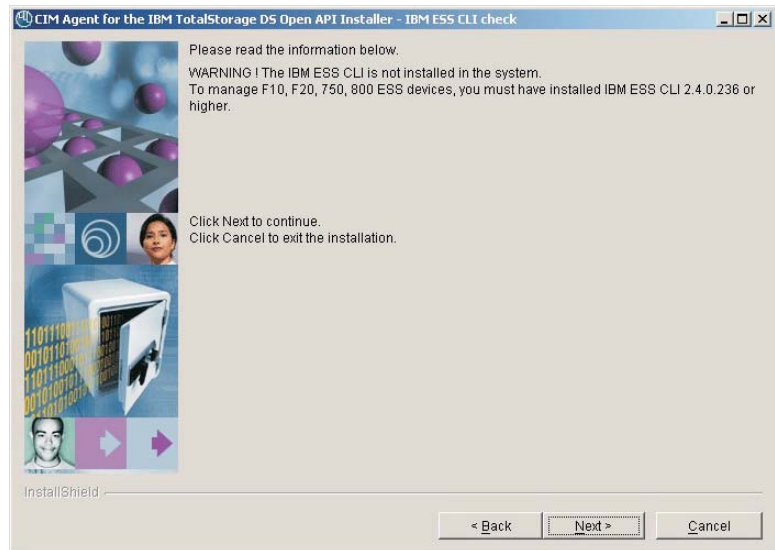 CIM Agent for the IBM TotalStorage DS Open API Installer - IBM ESS CLI check
Please read the information below.
WARNING ! The IBM ESS CLI is not installed in the system.
To manage F10, F20, 750, 800 ESS devices, you must have installed IBM ESS CLI 2.4.0.236 or
higher.
Click Next to continue.
Click Cancel to exit the installation.
InstallShield
< Back
Next >
Cancel